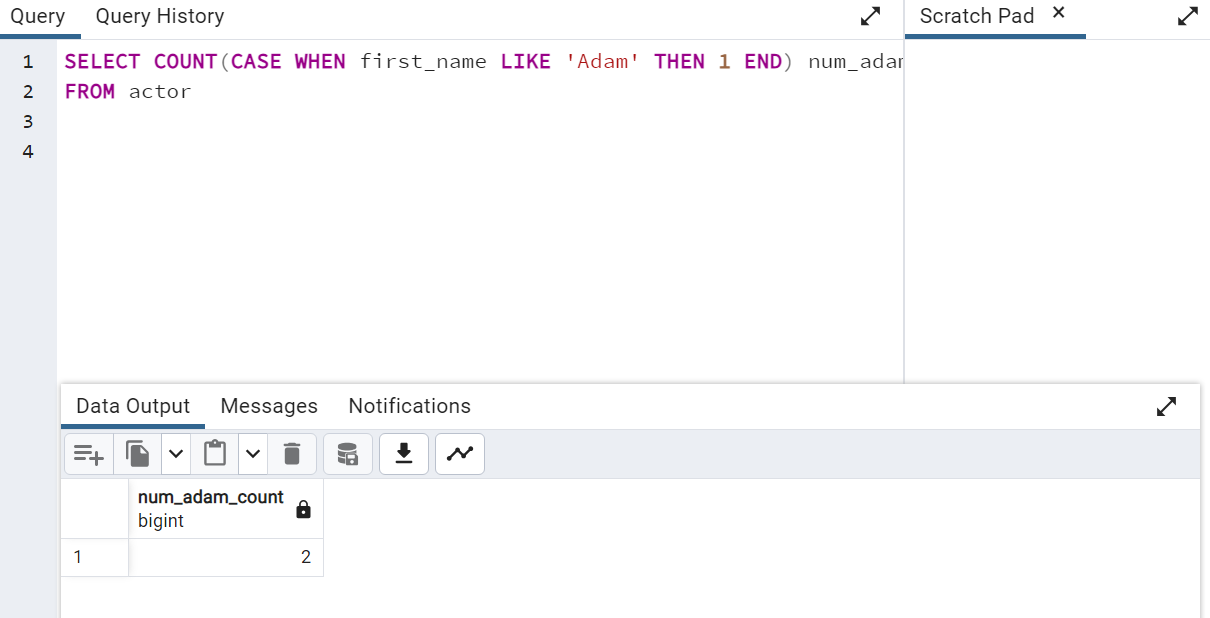 Query Query History
Scratch Pad ×
1 SELECT COUNT(CASE WHEN first_name LIKE 'Adam' THEN 1 END)
2 FROM actor
3
4
Data Output Messages Notifications
num_adam_count
bigint
1 2